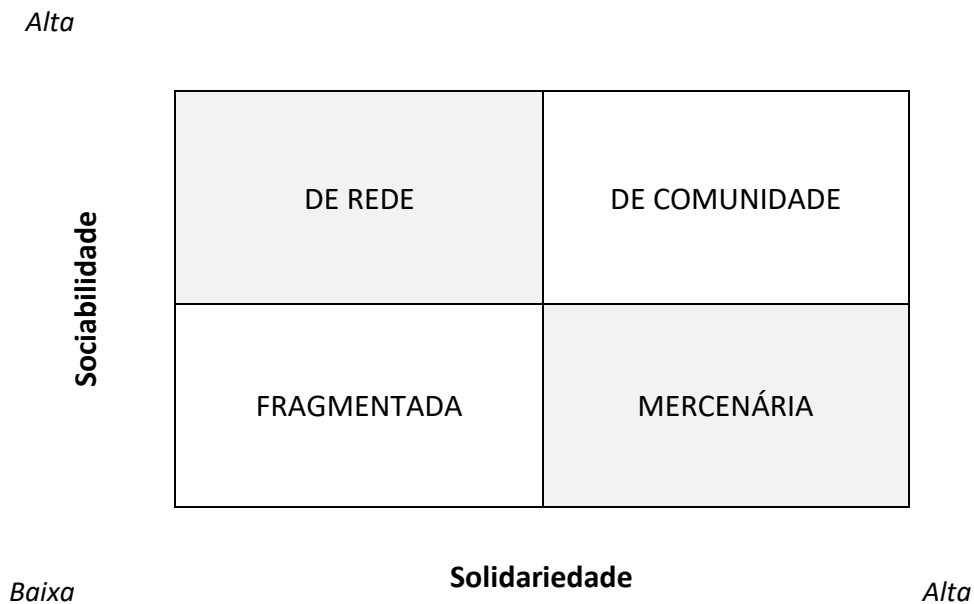 Alta
DE REDE
DE COMUNIDADE
Sociabilidade
FRAGMENTADA
MERCENÁRIA
Solidariedade
Baixa
Alta